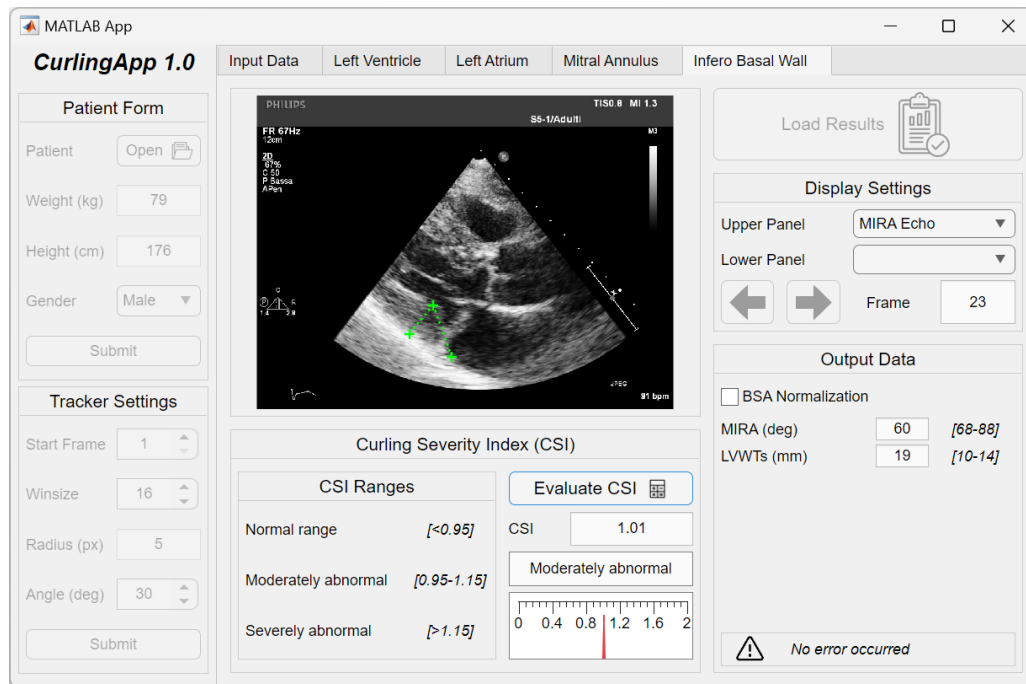 MATLAB App
CurlingApp 1.0
Input Data
Left Ventricle
Left Atrium
Mitral Annulus
Infero Basal Wall
Patient Form
Patient
Open
Weight (kg)
79
Height (cm)
176
Gender
Male
Submit
Tracker Settings
Start Frame
1
Winsize
16
Radius (px)
5
Angle (deg)
30
Submit
PHILIPS
TIS0.8 MI 1.3
S5-1/Adulti
FR 67Hz
12cm
M3
2D
67%
C 50
P Bassa
APen
P
R
1.4
2.8
JPEG
91 bpm
Curling Severity Index (CSI)
CSI Ranges
Normal range [<0.95]
Moderately abnormal [0.95-1.15]
Severely abnormal [>1.15]
Evaluate CSI
CSI
1.01
Moderately abnormal
0 0.4 0.8 1.2 1.6 2
Load Results
Display Settings
Upper Panel
MIRA Echo
Lower Panel
Frame
23
Output Data
BSA Normalization
MIRA (deg) 60 [68-88]
LVWTs (mm) 19 [10-14]
No error occurred